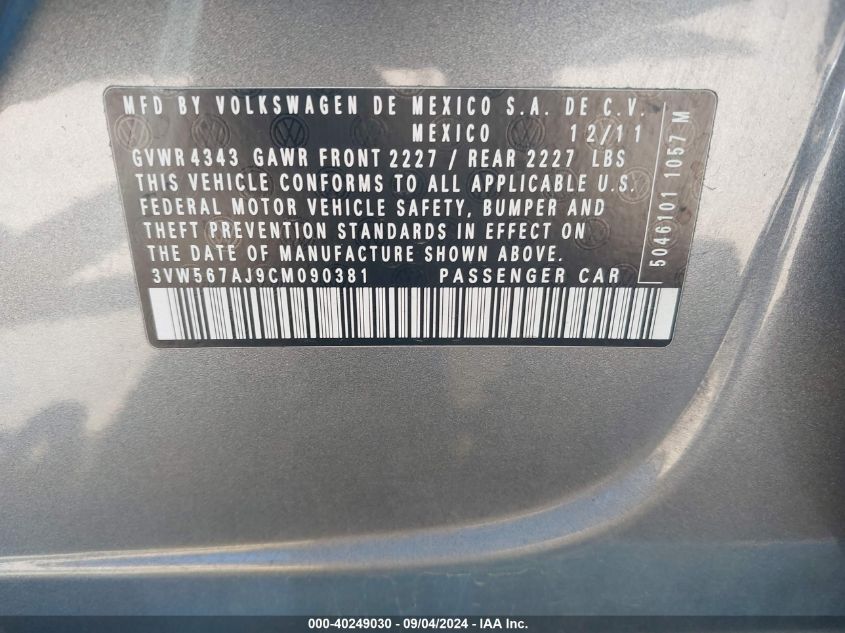 MFD BY VOLKSWAGEN DE MEXICO S.A. DE C.V.
MEXICO 12/11
GVWR 4343 GAWR FRONT 2227 / REAR 2227 LBS
THIS VEHICLE CONFORMS TO ALL APPLICABLE U.S.
FEDERAL MOTOR VEHICLE SAFETY, BUMPER AND
THEFT PREVENTION STANDARDS IN EFFECT ON
THE DATE OF MANUFACTURE SHOWN ABOVE.
3VW567AJ9CM090381 PASSENGER CAR
5046101 1057 M
000-40249030 - 09/04/2024 - IAA Inc.